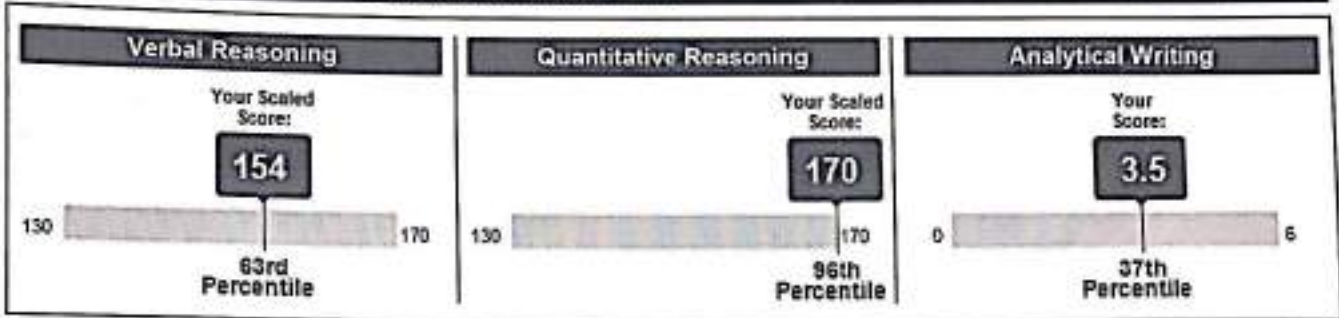 Verbal Reasoning
Your Scaled
Score:
154
130
170
63rd
Percentile
Quantitative Reasoning
Your Scaled
Score:
170
130
170
96th
Percentile
Analytical Writing
Your
Score:
3.5
0
6
37th
Percentile